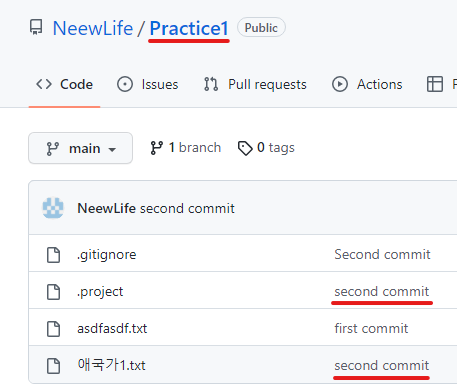 NeewLife / Practice1 Public
Code Issues Pull requests Actions
main 1 branch 0 tags
NeewLife second commit
.gitignore Second commit
.project second commit
asdfasdf.txt first commit
애국가1.txt second commit